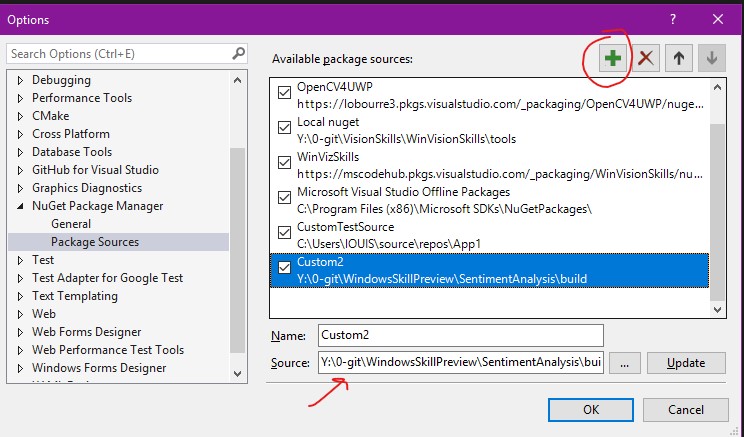 Options
Search Options (Ctrl+E)
Debugging
Performance Tools
CMake
Cross Platform
Database Tools
GitHub for Visual Studio
Graphics Diagnostics
NuGet Package Manager
General
Package Sources
Test
Test Adapter for Google Test
Text Templating
Web
Web Forms Designer
Web Performance Test Tools
Windows Forms Designer
Available package sources:
OpenCV4UWP
https://lobourre3.pkgs.visualstudio.com/_packaging/OpenCV4UWP/nuge...
Local nuget
Y:\0-git\VisionSkills\WinVisionSkills\tools
WinVizSkills
https://mscodehub.pkgs.visualstudio.com/_packaging/WinVisionSkills/nu...
Microsoft Visual Studio Offline Packages
C:\Program Files (x86)\Microsoft SDKs\NuGetPackages\
CustomTestSource
C:\Users\lOUIS\source\repos\App1
Custom2
Y:\0-git\WindowsSkillPreview\SentimentAnalysis\build
Name: Custom2
Source: Y:\0-git\WindowsSkillPreview\SentimentAnalysis\bui ... Update
OK Cancel